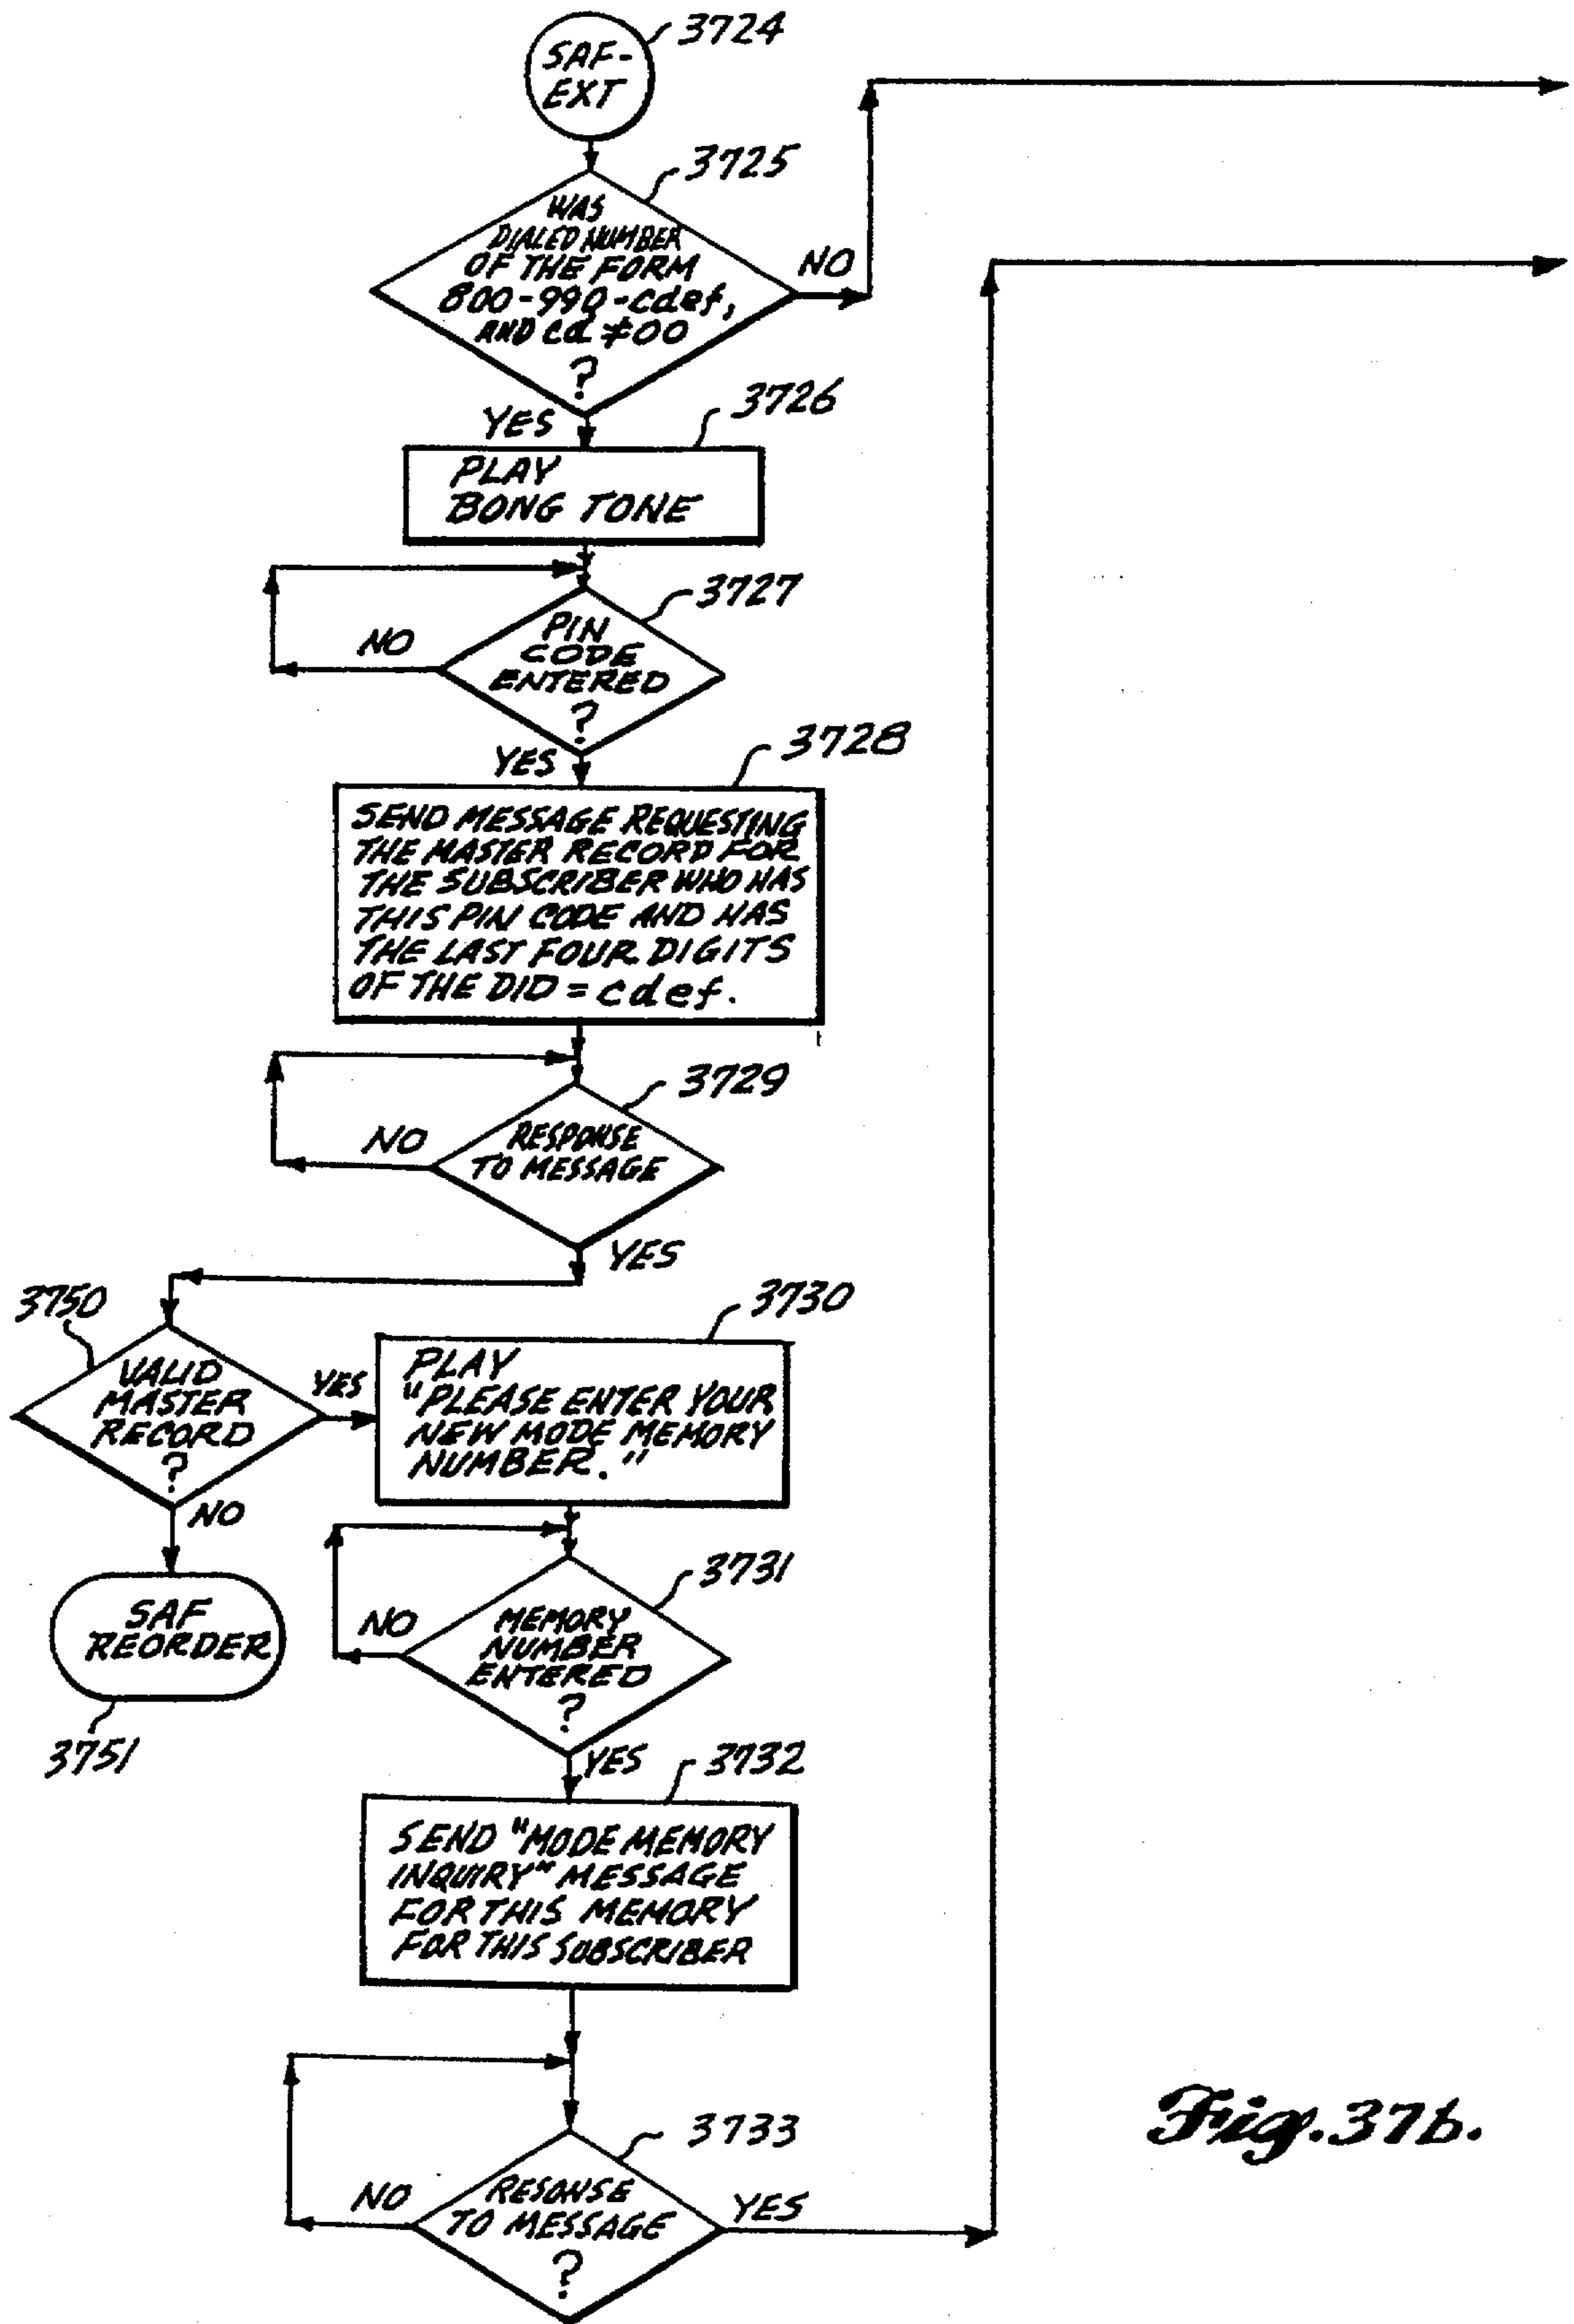 3724
SAF-
EXT
3725
WAS
DIALED NUMBER
OF THE FORM
800-990-cdef,
AND cd ≠ 00
?
NO
YES
3726
PLAY
BONG TONE
3727
PIN
CODE
ENTERED
?
NO
YES
3728
SEND MESSAGE REQUESTING
THE MASTER RECORD FOR
THE SUBSCRIBER WHO HAS
THIS PIN CODE AND HAS
THE LAST FOUR DIGITS
OF THE DID = cdef.
3729
RESPONSE
TO MESSAGE
NO
YES
3750
VALID
MASTER
RECORD
?
YES
NO
3730
PLAY
"PLEASE ENTER YOUR
NEW MODE MEMORY
NUMBER."
SAF
REORDER
3751
3731
MEMORY
NUMBER
ENTERED
?
NO
YES
3732
SEND "MODE MEMORY
INQUIRY" MESSAGE
FOR THIS MEMORY
FOR THIS SUBSCRIBER
3733
RESONSE
TO MESSAGE
?
NO
YES
Fig. 37b.